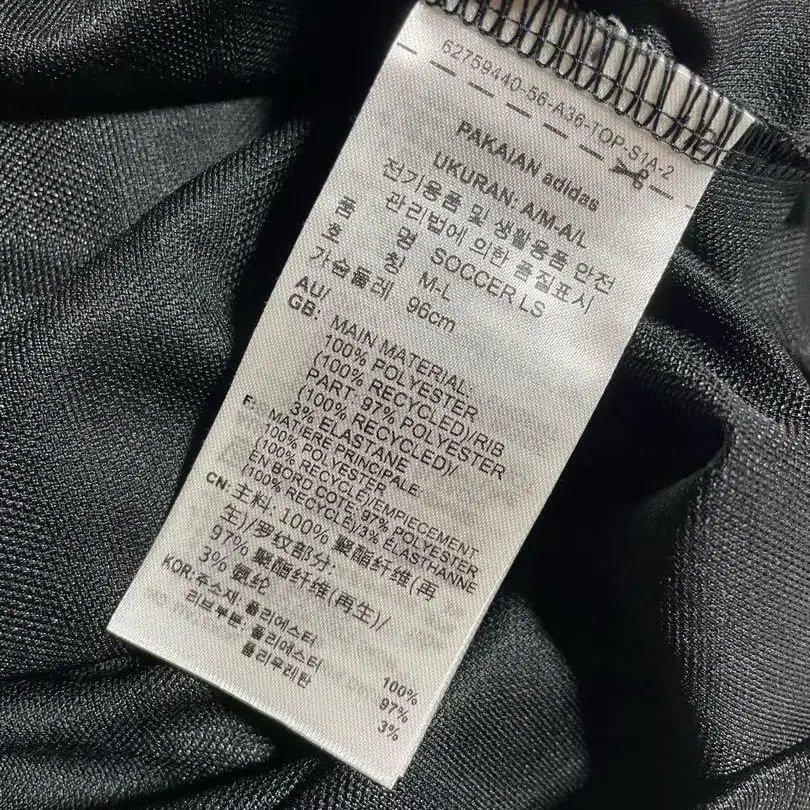 62759440-56-A36-TOP-S1A-2
PAKAIAN adidas
UKURAN: A/M-A/L
전기용품 및 생활용품 안전
관리법에 의한 품질표시
품 명 SOCCER LS
호 칭 M-L
가슴둘레 96cm
AU/
GB: MAIN MATERIAL:
100% POLYESTER
(100% RECYCLED)/RIB
PART: 97% POLYESTER
(100% RECYCLED)/
3% ELASTANE
F: MATIÈRE PRINCIPALE:
100% POLYESTER
(100% RECYCLE)/EMPIECEMENT
EN BORD COTE: 97% POLYESTER
(100% RECYCLE)/3% ELASTHANNE
CN: 主料: 100% 聚酯纤维(再
生)/罗纹部分:
97% 聚酯纤维(再生)/
3% 氨纶
KOR: 주소재: 폴리에스터 100%
리브부분: 폴리에스터 97%
폴리우레탄 3%